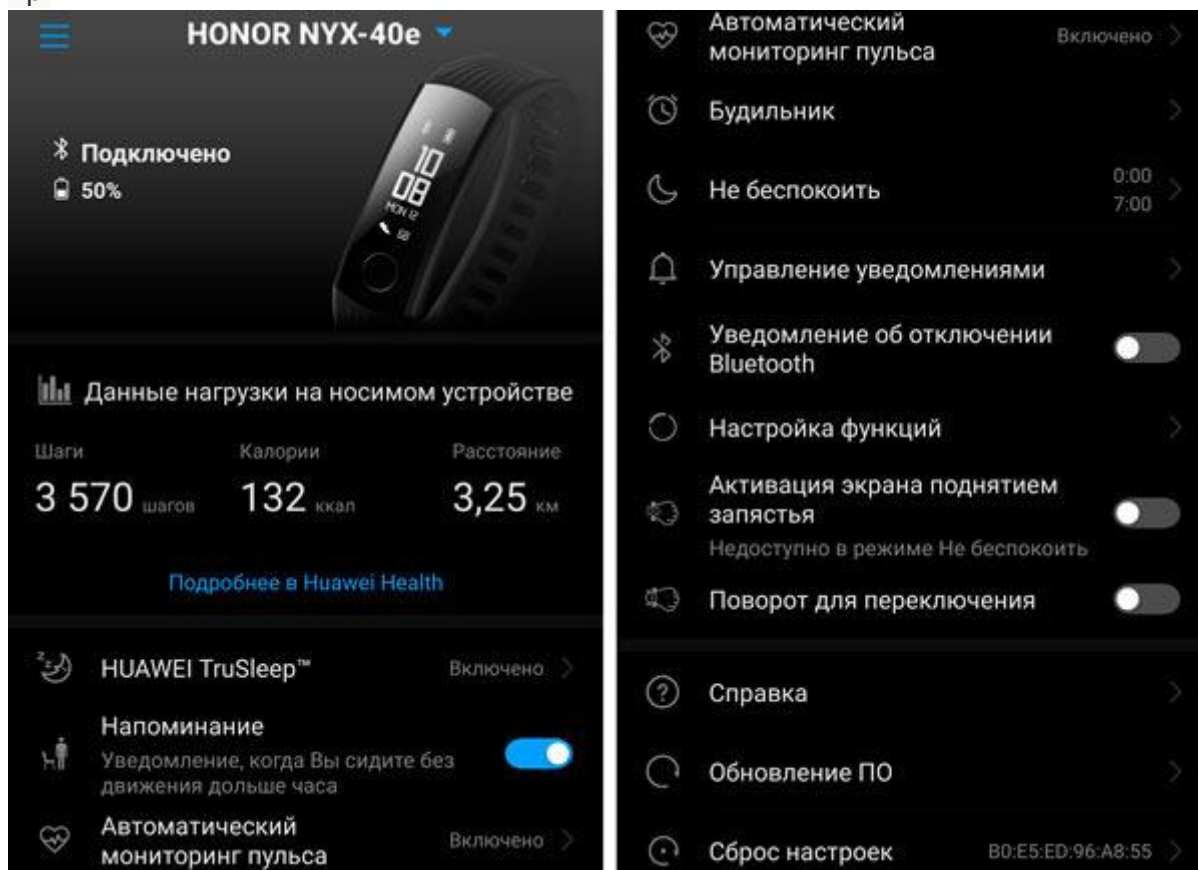 HONOR NYX-40e
Подключено
50%
10
08
MON 12
Данные нагрузки на носимом устройстве
Шаги Калории Расстояние
3 570 шагов 132 ккал 3,25 км
Подробнее в Huawei Health
HUAWEI TruSleep™ Включено
Напоминание
Уведомление, когда Вы сидите без
движения дольше часа
Автоматический
мониторинг пульса Включено
Автоматический
мониторинг пульса Включено
Будильник
Не беспокоить 0:00
7:00
Управление уведомлениями
Уведомление об отключении
Bluetooth
Настройка функций
Активация экрана поднятием
запястья
Недоступно в режиме Не беспокоить
Поворот для переключения
Справка
Обновление ПО
Сброс настроек B0:E5:ED:96:A8:55